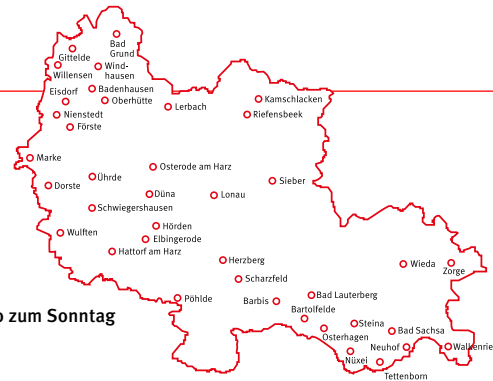 Bad
Grund
Gittelde
Wind-
hausen
Willensen
Badenhausen
Eisdorf
Oberhütte
Kamschlacken
Lerbach
Nienstedt
Riefensbeek
Förste
Marke
Osterode am Harz
Ührde
Sieber
Dorste
Düna
Lonau
Schwiegershausen
Hörden
Wulften
Elbingerode
Hattorf am Harz
Herzberg
Wieda
Zorge
Scharzfeld
Pöhlde
Barbis
Bad Lauterberg
zum Sonntag
Bartolfelde
Steina
Osterhagen
Bad Sachsa
Neuhof
Walkenrie
Nüxei
Tettenborn